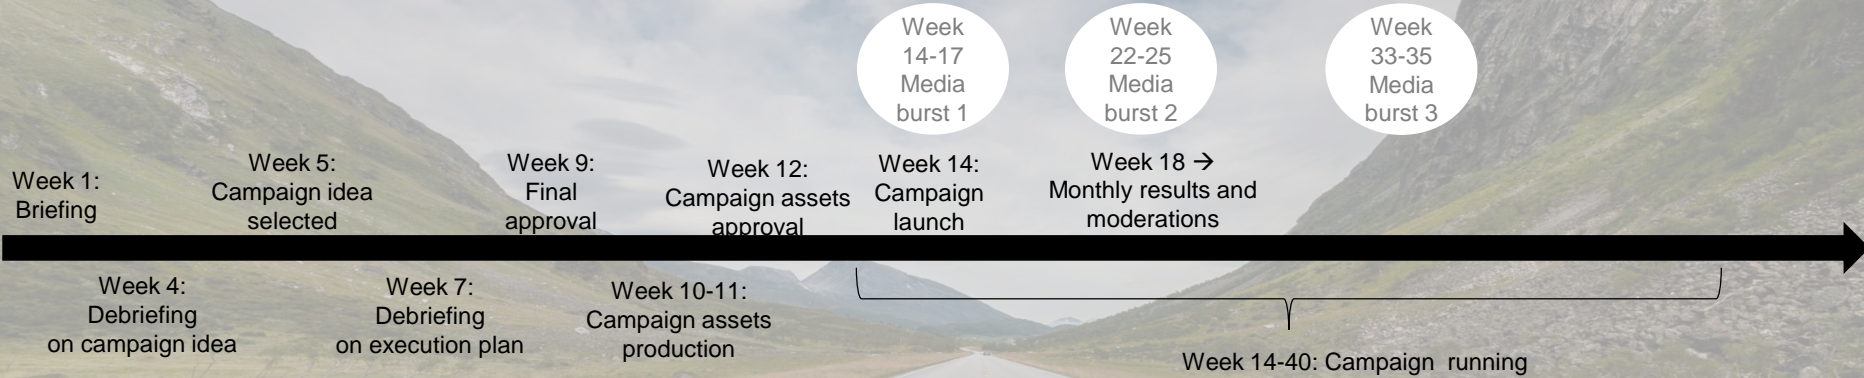 Week
14-17
Media
burst 1
Week
22-25
Media
burst 2
Week
33-35
Media
burst 3
Week 1:
Briefing
Week 5:
Campaign idea
selected
Week 9:
Final
approval
Week 12:
Campaign assets
approval
Week 14:
Campaign
launch
Week 18 →
Monthly results and
moderations
Week 4:
Debriefing
on campaign idea
Week 7:
Debriefing
on execution plan
Week 10-11:
Campaign assets
production
Week 14-40: Campaign  running